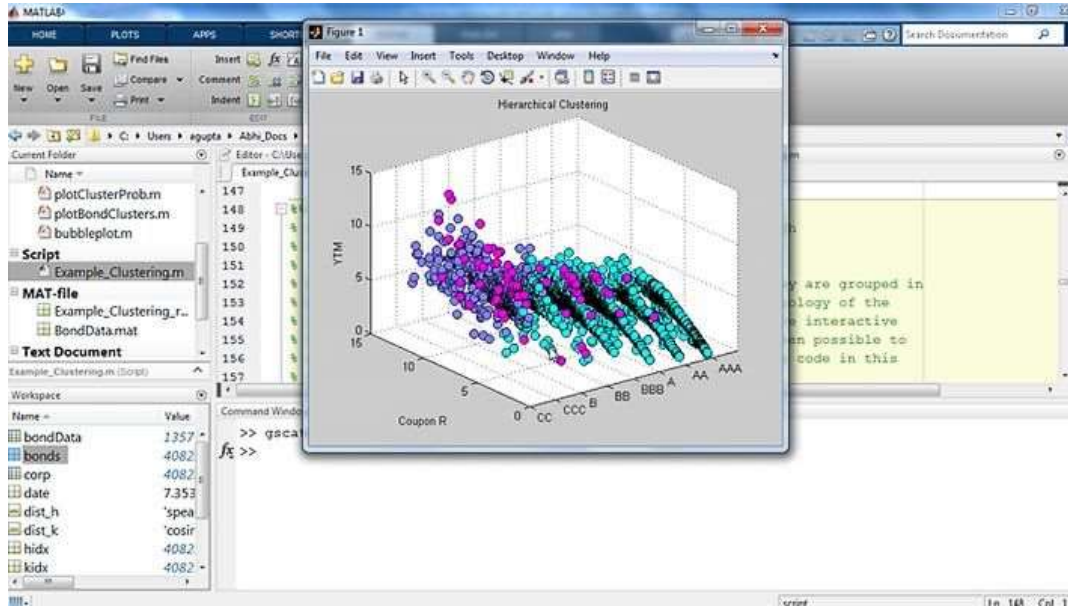 MATLAB
HOME PLOTS APPS SHORT
Search Documentation
New Open Save Find Files Compare Print
Insert fx
Comment
Indent
FILE EDIT
C: Users agupta Abhi_Docs
Current Folder
Name
plotClusterProb.m
plotBondClusters.m
bubbleplot.m
Script
Example_Clustering.m
MAT-file
Example_Clustering_r...
BondData.mat
Text Document
Example_Clustering.m (Script)
Workspace
Name Value
bondData 1357
bonds 4082
corp 4082
date 7.353
dist_h 'spea
dist_k 'cosir
hidx 4082
kidx 4082
Editor - C:\Use
Example_Clu
147
148
149
150
151
152
153
154
155
156
157
y are grouped in
ology of the
e interactive
en possible to
code in this
Command Windo
>> gsca
fx >>
Figure 1
File Edit View Insert Tools Desktop Window Help
Hierarchical Clustering
YTM
15
10
5
0
15
10
5
0
Coupon R
CC CCC B BB BBB A AA AAA
script Ln 148 Col 1